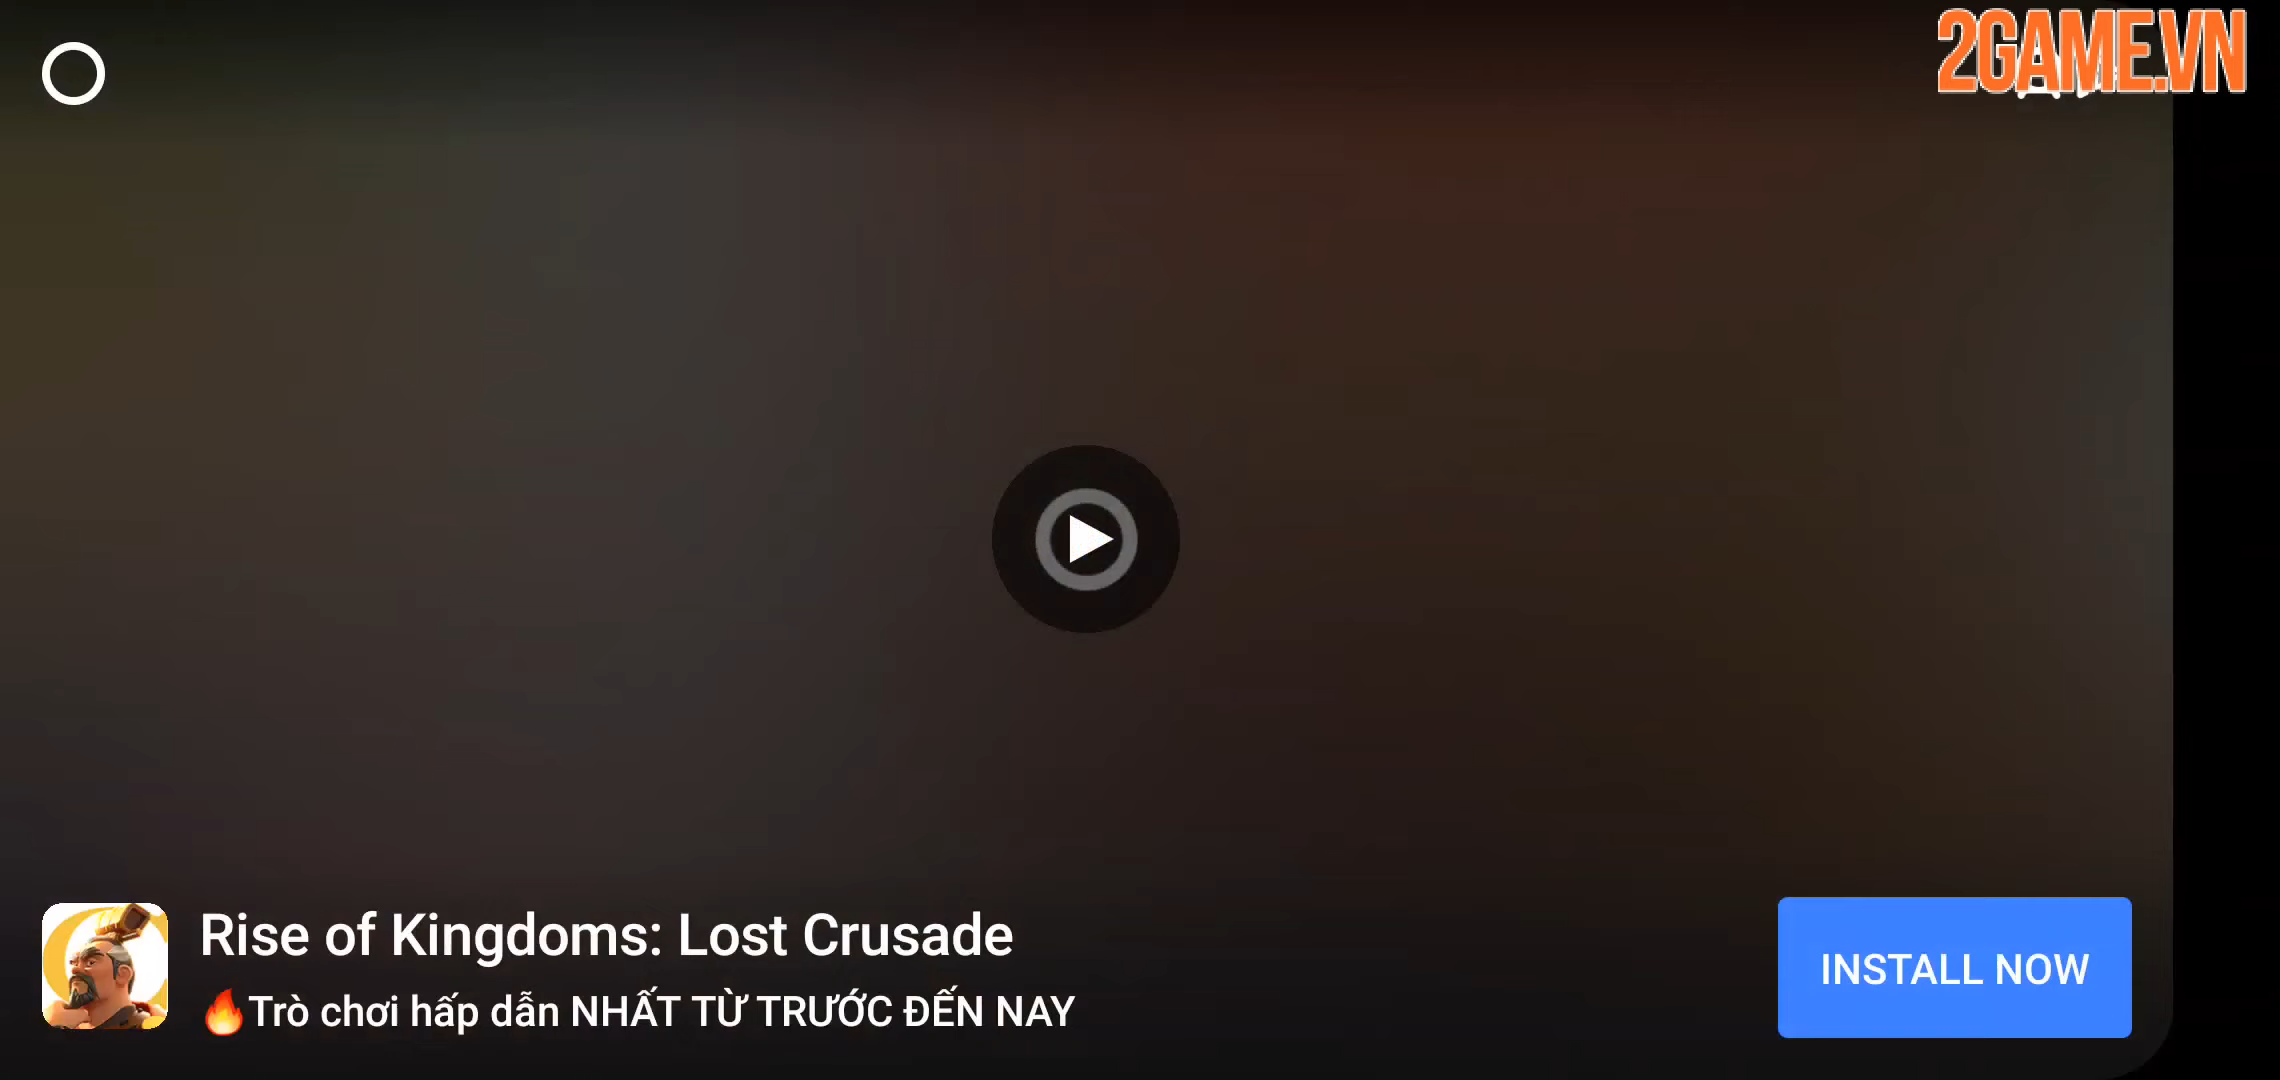 2GAME.VN
Rise of Kingdoms: Lost Crusade
🔥Trò chơi hấp dẫn NHẤT TỪ TRƯỚC ĐẾN NAY
INSTALL NOW